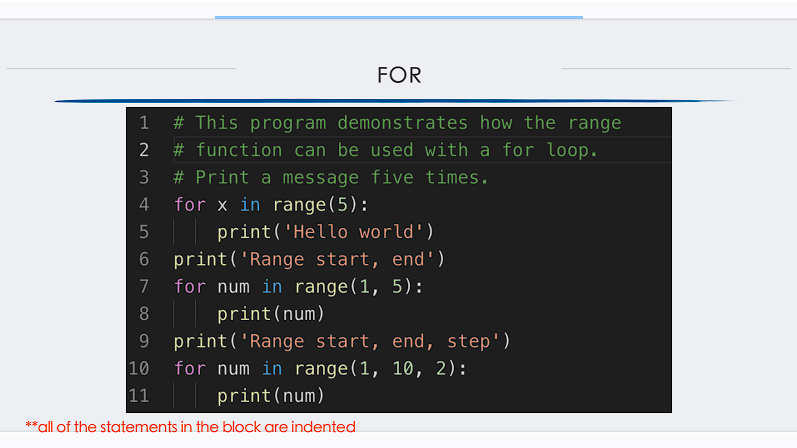 FOR
1 # This program demonstrates how the range
2 # function can be used with a for loop.
3 # Print a message five times.
4 for x in range(5):
5     print('Hello world')
6 print('Range start, end')
7 for num in range(1, 5):
8     print(num)
9 print('Range start, end, step')
10 for num in range(1, 10, 2):
11     print(num)
**all of the statements in the block are indented